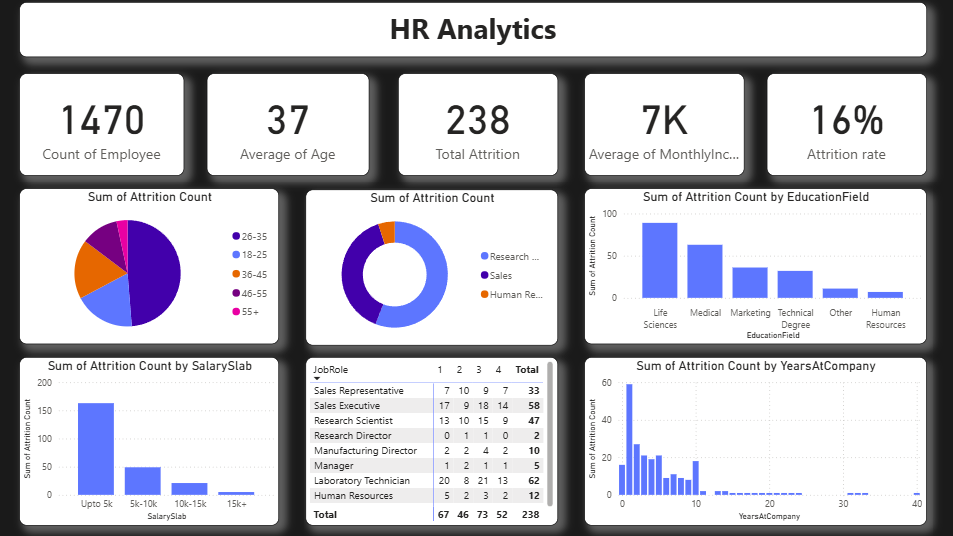 HR Analytics
1470
Count of Employee
37
Average of Age
238
Total Attrition
7K
Average of MonthlyInc...
16%
Attrition rate
Sum of Attrition Count
26-35
18-25
36-45
46-55
55+
Sum of Attrition Count
Research ...
Sales
Human Re...
Sum of Attrition Count by EducationField
Sum of Attrition Count
100
50
0
Life Sciences
Medical
Marketing
Technical Degree
Other
Human Resources
EducationField
Sum of Attrition Count by SalarySlab
Sum of Attrition Count
200
150
100
50
0
Upto 5k 5k-10k 10k-15k 15k+
SalarySlab
JobRole 1 2 3 4 Total
Sales Representative 7 10 9 7 33
Sales Executive 17 9 18 14 58
Research Scientist 13 10 15 9 47
Research Director 0 1 1 0 2
Manufacturing Director 2 2 4 2 10
Manager 1 2 1 1 5
Laboratory Technician 20 8 21 13 62
Human Resources 5 2 3 2 12
Total 67 46 73 52 238
Sum of Attrition Count by YearsAtCompany
Sum of Attrition Count
60
40
20
0
0 10 20 30 40
YearsAtCompany